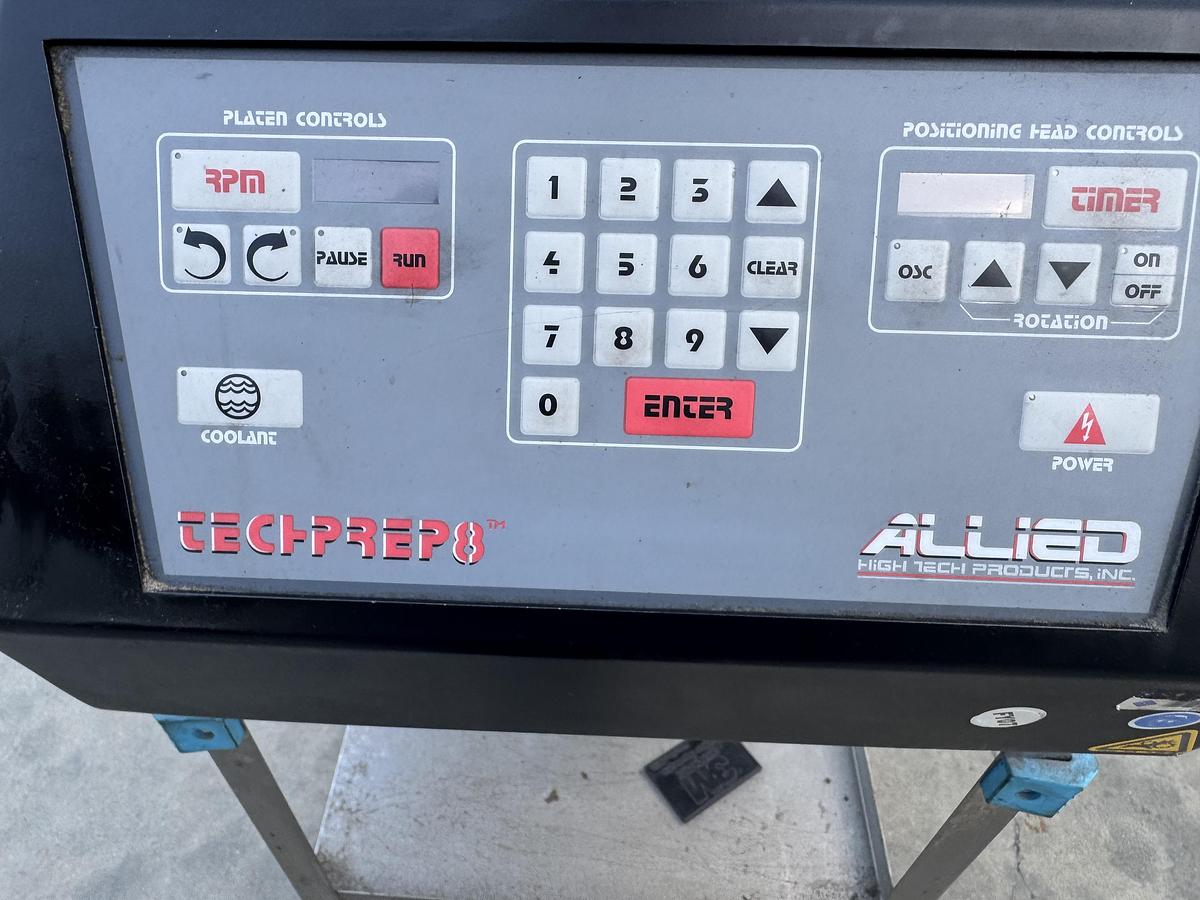 PLATEN CONTROLS
RPM
PAUSE
RUN
COOLANT
1 2 3
4 5 6 CLEAR
7 8 9
0 ENTER
POSITIONING HEAD CONTROLS
TIMER
OSC
ON
OFF
ROTATION
POWER
TECHPREP8™
ALLIED
HIGH TECH PRODUCTS, INC.
3M